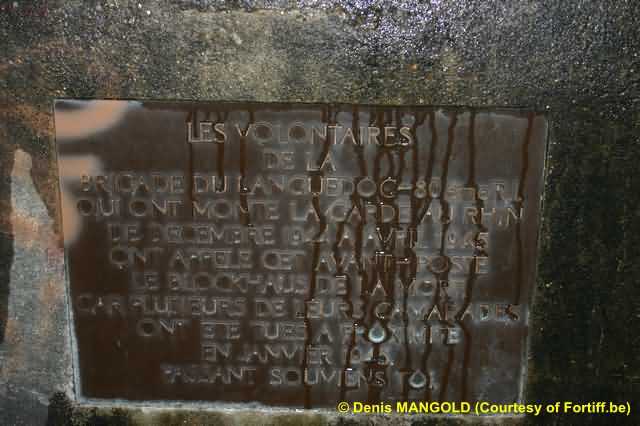 LES VOLONTAIRES
DE LA
BRIGADE DU LANGUEDOC-80EME RI
QUI ONT MONTE LA GARDE AU RHIN
DE DECEMBRE 1944 A AVRIL 1945
ONT APPELE CET AVANT-POSTE
LE BLOCKHAUS DE LA MORT
CAR PLUSIEURS DE LEURS CAMARADES
ONT ETE TUES A PROXIMITE
EN JANVIER 1945.
PASSANT SOUVIENS TOI.
© Denis MANGOLD (Courtesy of Fortiff.be)